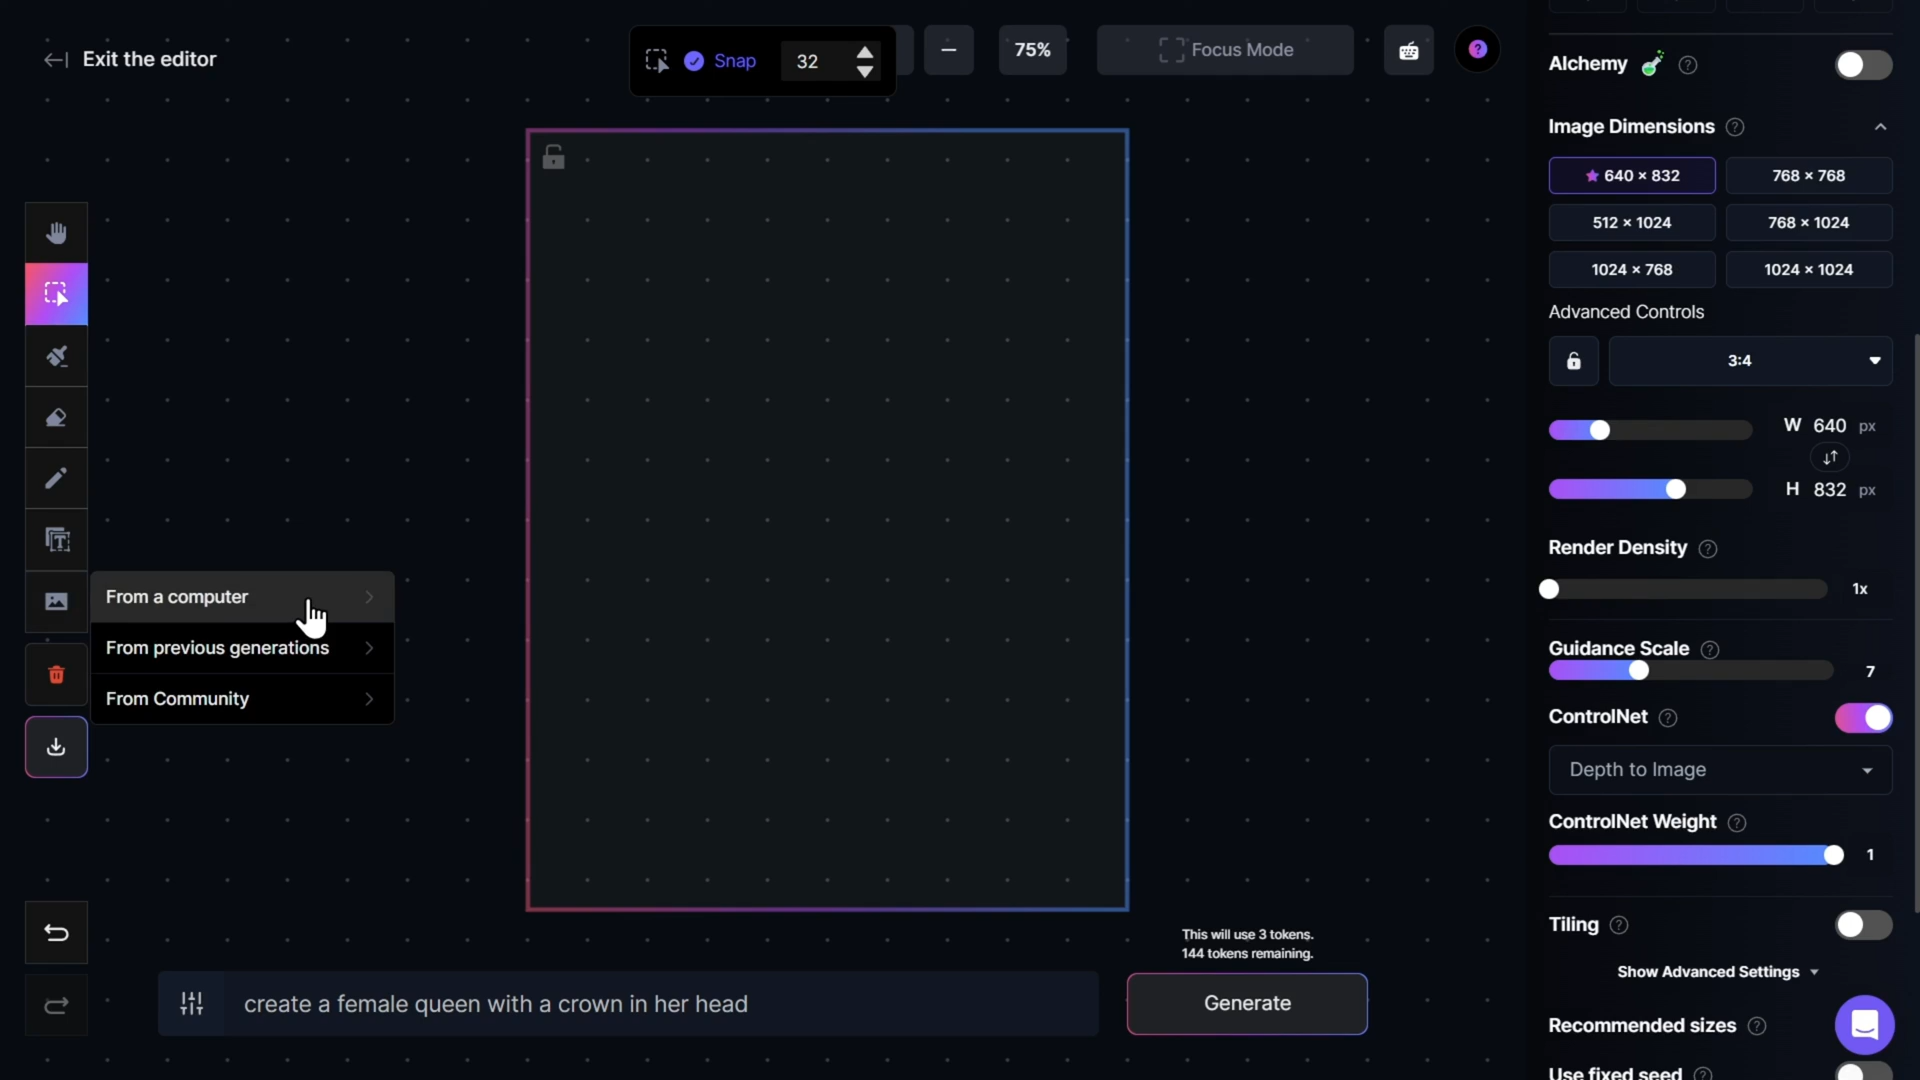 Exit the editor
Snap
32
75%
Focus Mode
?
From a computer
From previous generations
From Community
This will use 3 tokens.
144 tokens remaining.
create a female queen with a crown in her head
Generate
Alchemy ?
Image Dimensions ?
640 × 832
768 × 768
512 × 1024
768 × 1024
1024 × 768
1024 × 1024
Advanced Controls
3:4
W 640 px
H 832 px
Render Density ?
1x
Guidance Scale ?
7
ControlNet ?
Depth to Image
ControlNet Weight ?
1
Tiling ?
Show Advanced Settings
Recommended sizes ?
Use fixed seed ?